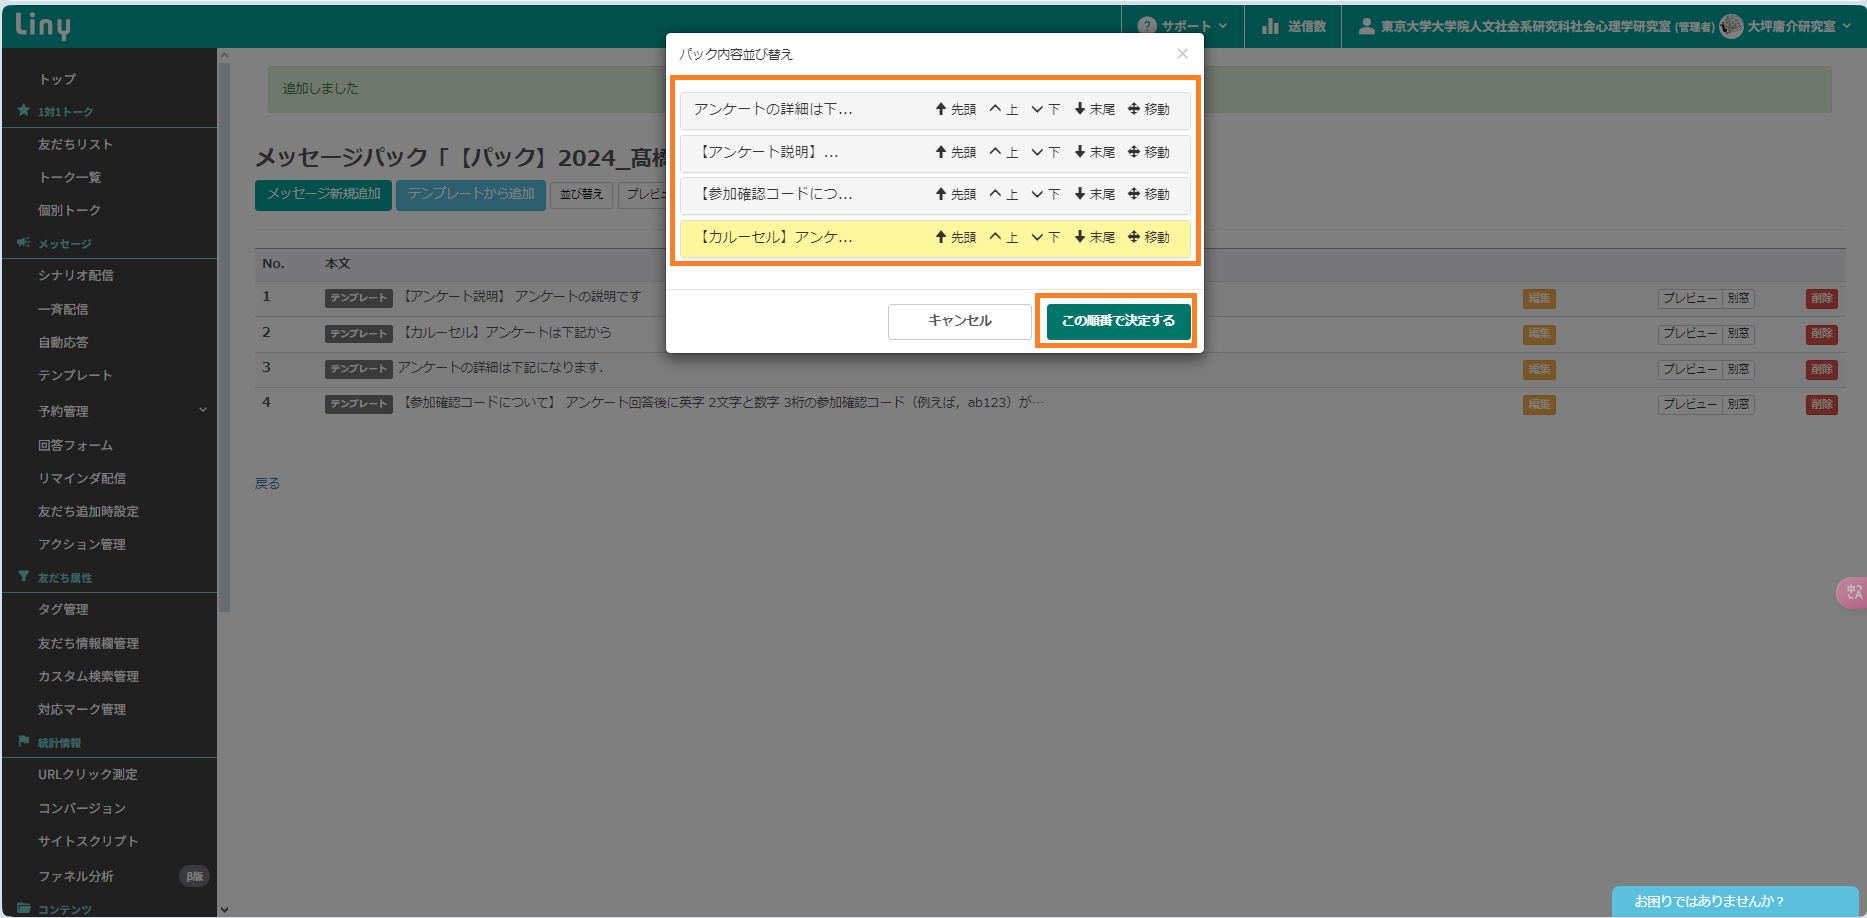 Liny
サポート
送信数
東京大学大学院人文社会系研究科社会心理学研究室 (管理者)
大坪庸介研究室
トップ
1対1トーク
友だちリスト
トーク一覧
個別トーク
メッセージ
シナリオ配信
一斉配信
自動応答
テンプレート
予約管理
回答フォーム
リマインダ配信
友だち追加時設定
アクション管理
友だち属性
タグ管理
友だち情報欄管理
カスタム検索管理
対応マーク管理
統計情報
URLクリック測定
コンバージョン
サイトスクリプト
ファネル分析 β版
コンテンツ
追加しました
メッセージパック「【パック】2024_髙橋
メッセージ新規追加 テンプレートから追加 並び替え プレビュ
No. 本文
1 テンプレート 【アンケート説明】 アンケートの説明です 編集 プレビュー 別窓 削除
2 テンプレート 【カルーセル】アンケートは下記から 編集 プレビュー 別窓 削除
3 テンプレート アンケートの詳細は下記になります. 編集 プレビュー 別窓 削除
4 テンプレート 【参加確認コードについて】 アンケート回答後に英字 2文字と数字 3桁の参加確認コード（例えば，ab123）が… 編集 プレビュー 別窓 削除
戻る
パック内容並び替え ×
アンケートの詳細は下... 先頭 上 下 末尾 移動
【アンケート説明】... 先頭 上 下 末尾 移動
【参加確認コードにつ... 先頭 上 下 末尾 移動
【カルーセル】アンケ... 先頭 上 下 末尾 移動
キャンセル この順番で決定する
お困りではありませんか？